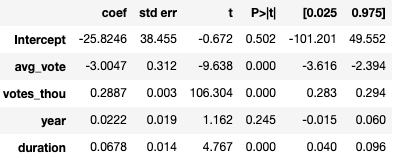 coef std err t P>|t| [0.025 0.975]
Intercept -25.8246 38.455 -0.672 0.502 -101.201 49.552
avg_vote -3.0047 0.312 -9.638 0.000 -3.616 -2.394
votes_thou 0.2887 0.003 106.304 0.000 0.283 0.294
year 0.0222 0.019 1.162 0.245 -0.015 0.060
duration 0.0678 0.014 4.767 0.000 0.040 0.096